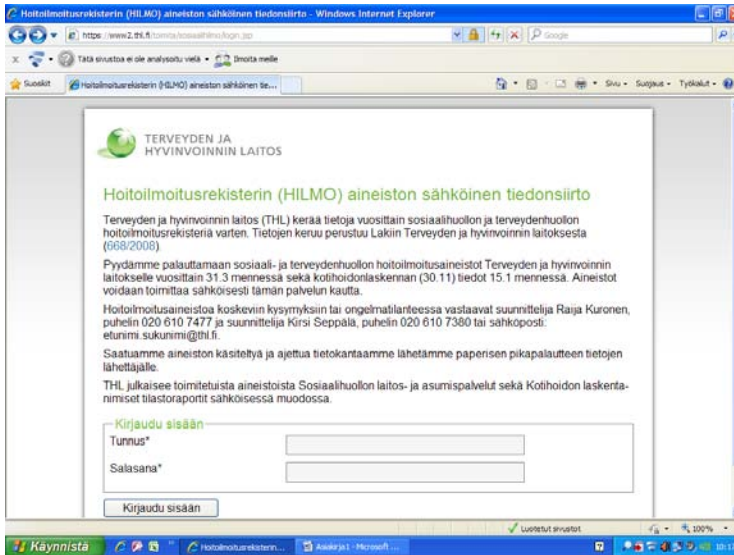 Hoitoilmoitusrekisterin (HILMO) aineiston sähköinen tiedonsiirto - Windows Internet Explorer
Google
Tätä sivustoa ei ole analysoitu vielä Ilmoita meille
Suosikit Hoitoilmoitusrekisterin (HILMO) aineiston sähköinen tie... Sivu Suojaus Työkalut
TERVEYDEN JA
HYVINVOINNIN LAITOS
Hoitoilmoitusrekisterin (HILMO) aineiston sähköinen tiedonsiirto
Terveyden ja hyvinvoinnin laitos (THL) kerää tietoja vuosittain sosiaalihuollon ja terveydenhuollon
hoitoilmoitusrekisteriä varten. Tietojen keruu perustuu Lakiin Terveyden ja hyvinvoinnin laitoksesta
(668/2008).
Pyydämme palauttamaan sosiaali- ja terveydenhuollon hoitoilmoitusaineistot Terveyden ja hyvinvoinnin
laitokselle vuosittain 31.3 mennessä sekä kotihoidonlaskennan (30.11) tiedot 15.1 mennessä. Aineistot
voidaan toimittaa sähköisesti tämän palvelun kautta.
Hoitoilmoitusaineistoa koskeviin kysymyksiin tai ongelmatilanteessa vastaavat suunnittelija Raija Kuronen,
puhelin 020 610 7477 ja suunnittelija Kirsi Seppälä, puhelin 020 610 7380 tai sähköposti:
etunimi.sukunimi@thl.fi.
Saatuamme aineiston käsiteltyä ja ajettua tietokantaamme lähetämme paperisen pikapalautteen tietojen
lähettäjälle.
THL julkaisee toimitetuista aineistoista Sosiaalihuollon laitos- ja asumispalvelut sekä Kotihoidon laskenta-
nimiset tilastoraportit sähköisessä muodossa.
Kirjaudu sisään
Tunnus*
Salasana*
Kirjaudu sisään
Luotetut sivustot 100%
Käynnistä Hoitoilmoitusrekisterin... Asiakirja1 - Microsoft ...